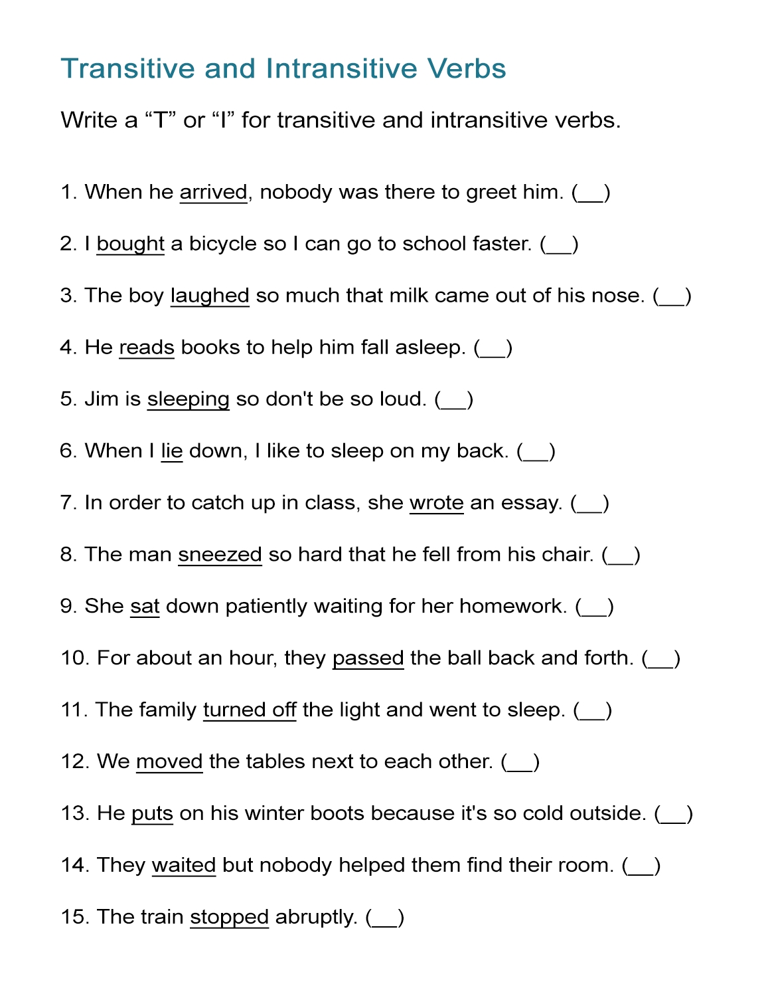 Transitive and Intransitive Verbs
Write a “T” or “I” for transitive and intransitive verbs.
1. When he arrived, nobody was there to greet him. (__)
2. I bought a bicycle so I can go to school faster. (__)
3. The boy laughed so much that milk came out of his nose. (__)
4. He reads books to help him fall asleep. (__)
5. Jim is sleeping so don't be so loud. (__)
6. When I lie down, I like to sleep on my back. (__)
7. In order to catch up in class, she wrote an essay. (__)
8. The man sneezed so hard that he fell from his chair. (__)
9. She sat down patiently waiting for her homework. (__)
10. For about an hour, they passed the ball back and forth. (__)
11. The family turned off the light and went to sleep. (__)
12. We moved the tables next to each other. (__)
13. He puts on his winter boots because it's so cold outside. (__)
14. They waited but nobody helped them find their room. (__)
15. The train stopped abruptly. (__)